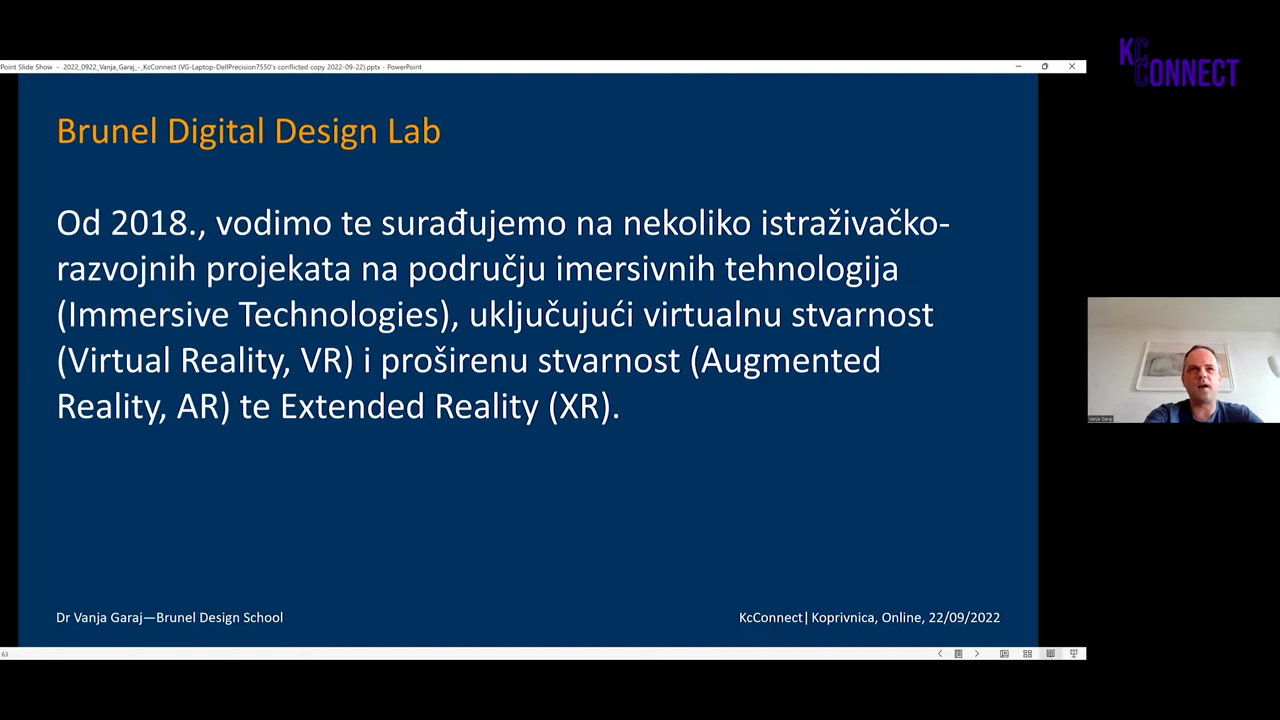 KC
CONNECT
Point Slide Show - 2022_0922_Vanja_Garaj_-_KcConnect (VG-Laptop-DellPrecision7550's conflicted copy 2022-09-22).pptx - PowerPoint
Brunel Digital Design Lab
Od 2018., vodimo te surađujemo na nekoliko istraživačko-
razvojnih projekata na području imersivnih tehnologija
(Immersive Technologies), uključujući virtualnu stvarnost
(Virtual Reality, VR) i proširenu stvarnost (Augmented
Reality, AR) te Extended Reality (XR).
Vanja Garaj
Dr Vanja Garaj—Brunel Design School
KcConnect| Koprivnica, Online, 22/09/2022
63